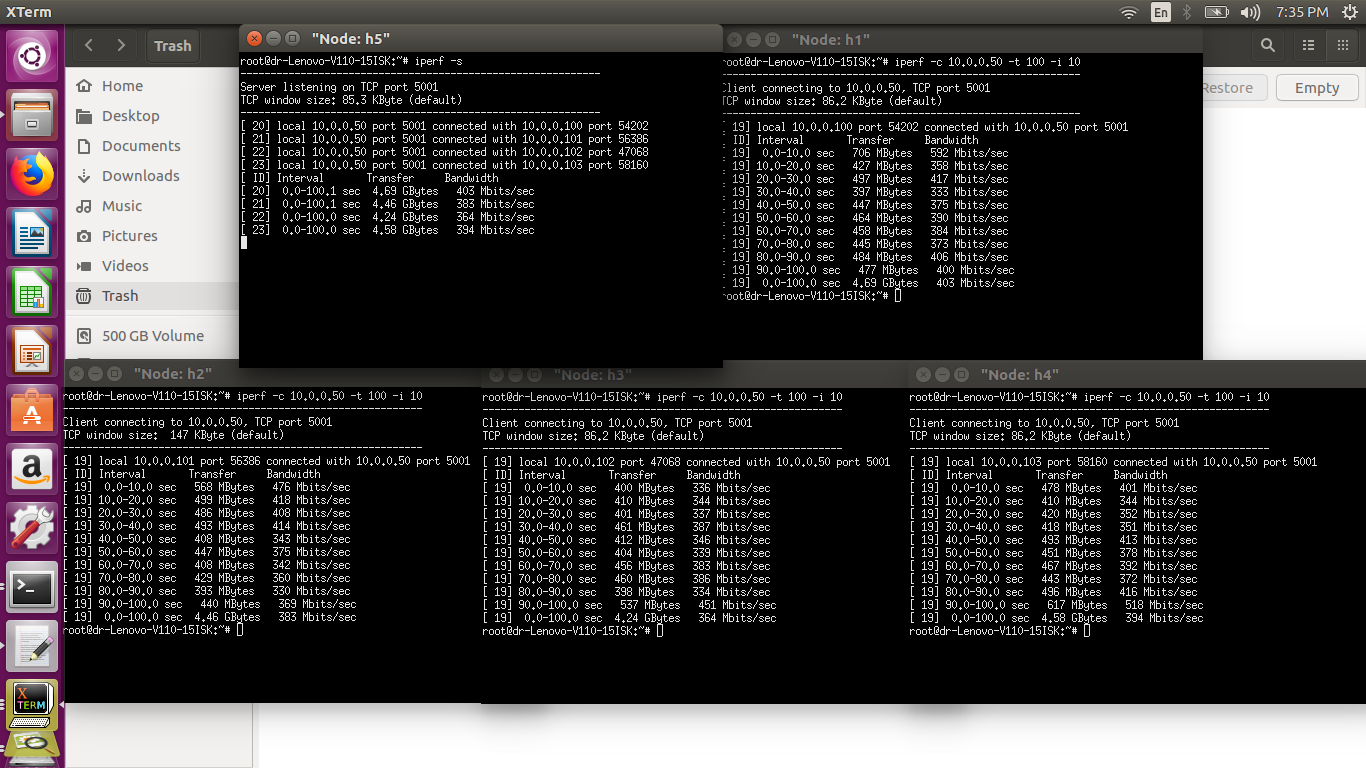 XTerm
En
7:35 PM
Trash
Restore
Empty
Home
Desktop
Documents
Downloads
Music
Pictures
Videos
Trash
500 GB Volume
"Node: h5"
root@dr-Lenovo-V110-15ISK:~# iperf -s
------------------------------------------------------------
Server listening on TCP port 5001
TCP window size: 85.3 KByte (default)
------------------------------------------------------------
[ 20] local 10.0.0.50 port 5001 connected with 10.0.0.100 port 54202
[ 21] local 10.0.0.50 port 5001 connected with 10.0.0.101 port 56386
[ 22] local 10.0.0.50 port 5001 connected with 10.0.0.102 port 47068
[ 23] local 10.0.0.50 port 5001 connected with 10.0.0.103 port 58160
[ ID] Interval Transfer Bandwidth
[ 20] 0.0-100.1 sec 4.69 GBytes 403 Mbits/sec
[ 21] 0.0-100.1 sec 4.46 GBytes 383 Mbits/sec
[ 22] 0.0-100.0 sec 4.24 GBytes 364 Mbits/sec
[ 23] 0.0-100.0 sec 4.58 GBytes 394 Mbits/sec
"Node: h1"
root@dr-Lenovo-V110-15ISK:~# iperf -c 10.0.0.50 -t 100 -i 10
------------------------------------------------------------
Client connecting to 10.0.0.50, TCP port 5001
TCP window size: 86.2 KByte (default)
------------------------------------------------------------
[ 19] local 10.0.0.100 port 54202 connected with 10.0.0.50 port 5001
[ ID] Interval Transfer Bandwidth
[ 19] 0.0-10.0 sec 706 MBytes 592 Mbits/sec
[ 19] 10.0-20.0 sec 427 MBytes 358 Mbits/sec
[ 19] 20.0-30.0 sec 497 MBytes 417 Mbits/sec
[ 19] 30.0-40.0 sec 397 MBytes 333 Mbits/sec
[ 19] 40.0-50.0 sec 447 MBytes 375 Mbits/sec
[ 19] 50.0-60.0 sec 464 MBytes 390 Mbits/sec
[ 19] 60.0-70.0 sec 458 MBytes 384 Mbits/sec
[ 19] 70.0-80.0 sec 445 MBytes 373 Mbits/sec
[ 19] 80.0-90.0 sec 484 MBytes 406 Mbits/sec
[ 19] 90.0-100.0 sec 477 MBytes 400 Mbits/sec
[ 19] 0.0-100.0 sec 4.69 GBytes 403 Mbits/sec
root@dr-Lenovo-V110-15ISK:~#
"Node: h2"
root@dr-Lenovo-V110-15ISK:~# iperf -c 10.0.0.50 -t 100 -i 10
------------------------------------------------------------
Client connecting to 10.0.0.50, TCP port 5001
TCP window size: 147 KByte (default)
------------------------------------------------------------
[ 19] local 10.0.0.101 port 56386 connected with 10.0.0.50 port 5001
[ ID] Interval Transfer Bandwidth
[ 19] 0.0-10.0 sec 568 MBytes 476 Mbits/sec
[ 19] 10.0-20.0 sec 499 MBytes 418 Mbits/sec
[ 19] 20.0-30.0 sec 486 MBytes 408 Mbits/sec
[ 19] 30.0-40.0 sec 493 MBytes 414 Mbits/sec
[ 19] 40.0-50.0 sec 408 MBytes 343 Mbits/sec
[ 19] 50.0-60.0 sec 447 MBytes 375 Mbits/sec
[ 19] 60.0-70.0 sec 408 MBytes 342 Mbits/sec
[ 19] 70.0-80.0 sec 429 MBytes 360 Mbits/sec
[ 19] 80.0-90.0 sec 393 MBytes 330 Mbits/sec
[ 19] 90.0-100.0 sec 440 MBytes 369 Mbits/sec
[ 19] 0.0-100.0 sec 4.46 GBytes 383 Mbits/sec
root@dr-Lenovo-V110-15ISK:~#
"Node: h3"
root@dr-Lenovo-V110-15ISK:~# iperf -c 10.0.0.50 -t 100 -i 10
------------------------------------------------------------
Client connecting to 10.0.0.50, TCP port 5001
TCP window size: 86.2 KByte (default)
------------------------------------------------------------
[ 19] local 10.0.0.102 port 47068 connected with 10.0.0.50 port 5001
[ ID] Interval Transfer Bandwidth
[ 19] 0.0-10.0 sec 400 MBytes 336 Mbits/sec
[ 19] 10.0-20.0 sec 410 MBytes 344 Mbits/sec
[ 19] 20.0-30.0 sec 401 MBytes 337 Mbits/sec
[ 19] 30.0-40.0 sec 461 MBytes 387 Mbits/sec
[ 19] 40.0-50.0 sec 412 MBytes 346 Mbits/sec
[ 19] 50.0-60.0 sec 404 MBytes 339 Mbits/sec
[ 19] 60.0-70.0 sec 456 MBytes 383 Mbits/sec
[ 19] 70.0-80.0 sec 460 MBytes 386 Mbits/sec
[ 19] 80.0-90.0 sec 398 MBytes 334 Mbits/sec
[ 19] 90.0-100.0 sec 537 MBytes 451 Mbits/sec
[ 19] 0.0-100.0 sec 4.24 GBytes 364 Mbits/sec
root@dr-Lenovo-V110-15ISK:~#
"Node: h4"
root@dr-Lenovo-V110-15ISK:~# iperf -c 10.0.0.50 -t 100 -i 10
------------------------------------------------------------
Client connecting to 10.0.0.50, TCP port 5001
TCP window size: 86.2 KByte (default)
------------------------------------------------------------
[ 19] local 10.0.0.103 port 58160 connected with 10.0.0.50 port 5001
[ ID] Interval Transfer Bandwidth
[ 19] 0.0-10.0 sec 478 MBytes 401 Mbits/sec
[ 19] 10.0-20.0 sec 410 MBytes 344 Mbits/sec
[ 19] 20.0-30.0 sec 420 MBytes 352 Mbits/sec
[ 19] 30.0-40.0 sec 418 MBytes 351 Mbits/sec
[ 19] 40.0-50.0 sec 493 MBytes 413 Mbits/sec
[ 19] 50.0-60.0 sec 451 MBytes 378 Mbits/sec
[ 19] 60.0-70.0 sec 467 MBytes 392 Mbits/sec
[ 19] 70.0-80.0 sec 443 MBytes 372 Mbits/sec
[ 19] 80.0-90.0 sec 496 MBytes 416 Mbits/sec
[ 19] 90.0-100.0 sec 617 MBytes 518 Mbits/sec
[ 19] 0.0-100.0 sec 4.58 GBytes 394 Mbits/sec
root@dr-Lenovo-V110-15ISK:~#
X
TERM